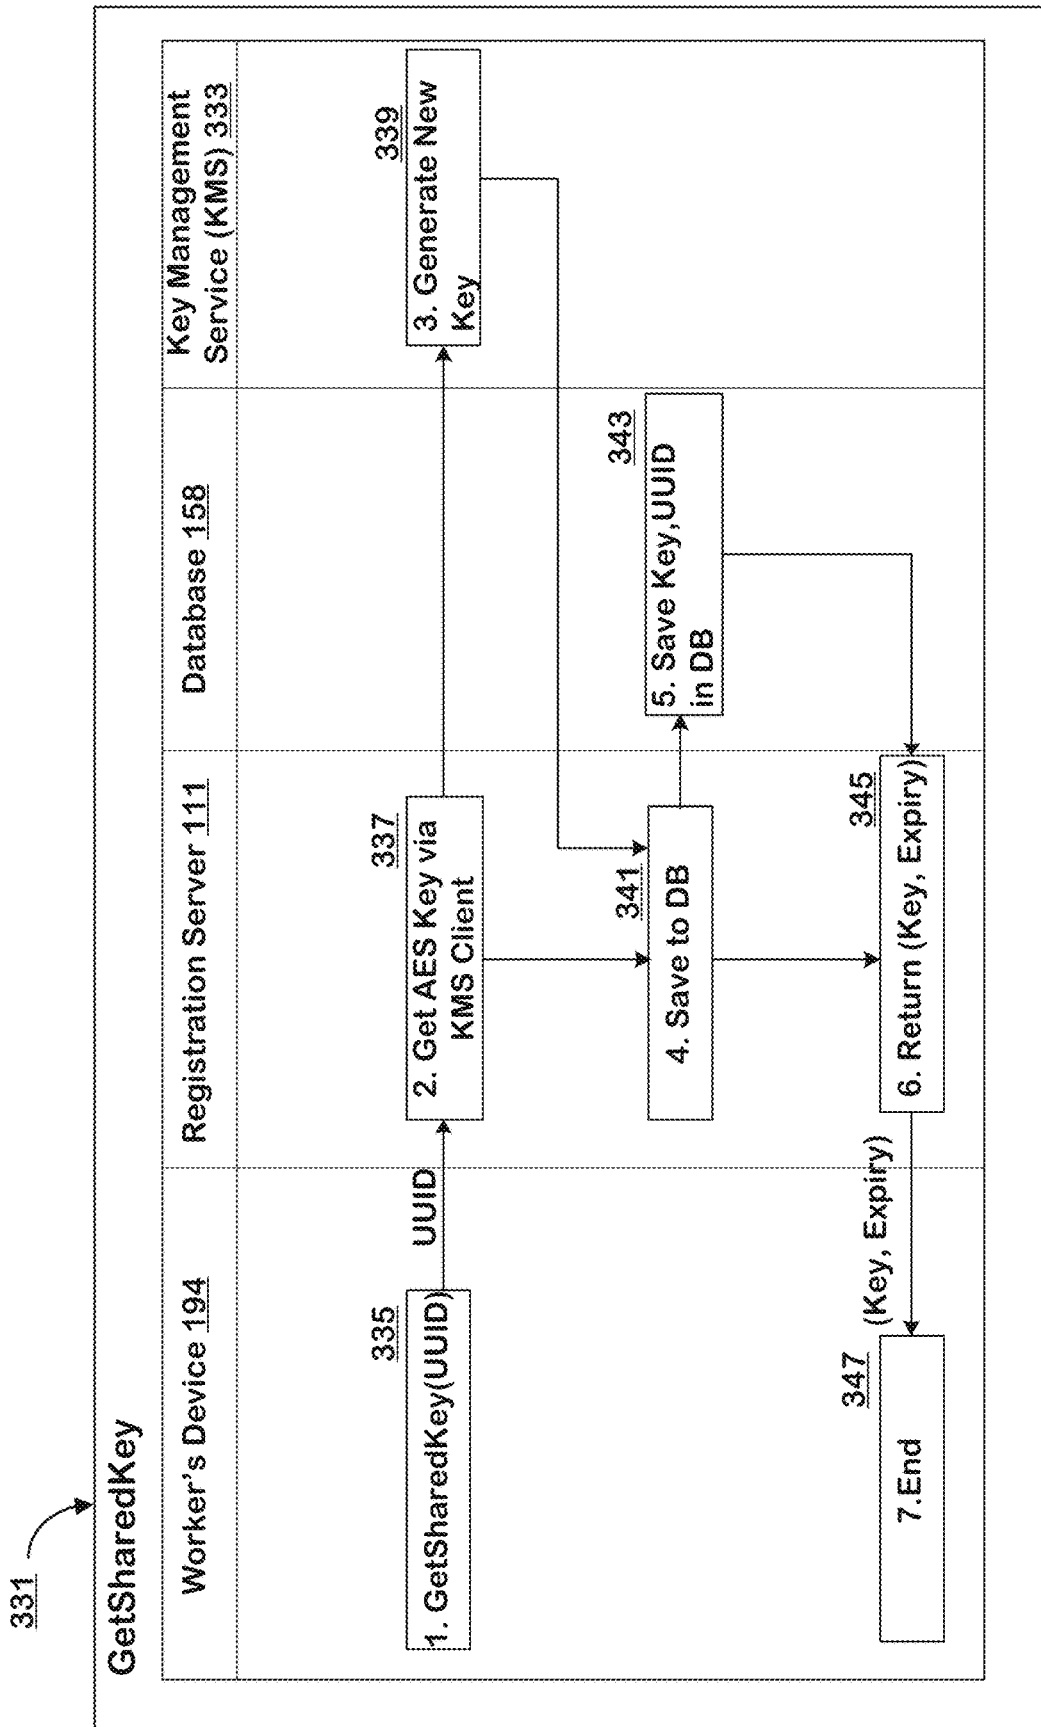 331
GetSharedKey
Worker's Device 194
Registration Server 111
Database 158
Key Management
Service (KMS) 333
335
1. GetSharedKey(UUID)
UUID
337
2. Get AES Key via
KMS Client
339
3. Generate New
Key
341
4. Save to DB
343
5. Save Key,UUID
in DB
345
6. Return (Key, Expiry)
(Key, Expiry)
347
7.End